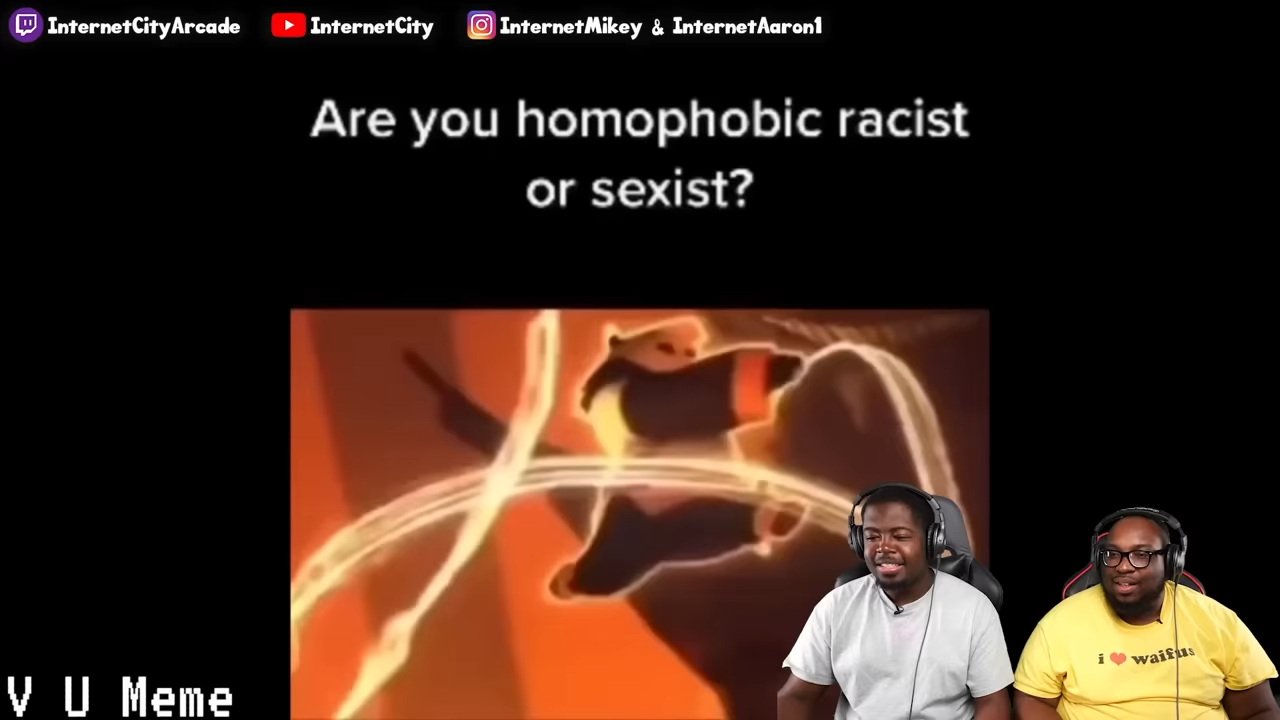 InternetCityArcade InternetCity InternetMikey & InternetAaron1
Are you homophobic racist
or sexist?
i ❤ waifus
V U Meme